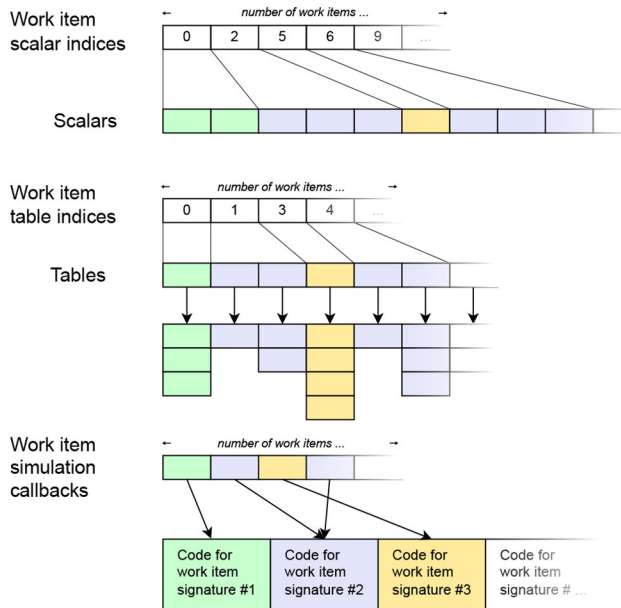 Work item
scalar indices
← number of work items ... →
0 2 5 6 9 ...
Scalars
Work item
table indices
← number of work items ... →
0 1 3 4 ...
Tables
Work item
simulation
callbacks
← number of work items ... →
Code for
work item
signature #1
Code for
work item
signature #2
Code for
work item
signature #3
Code for
work item
signature # ...